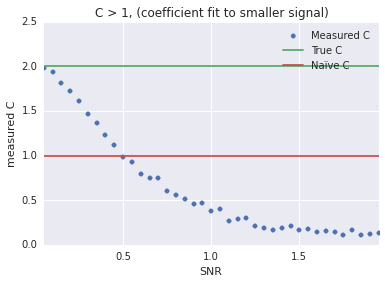 C > 1, (coefficient fit to smaller signal)
2.5
2.0
1.5
1.0
0.5
0.0
measured C
Measured C
True C
Naïve C
0.5
1.0
1.5
SNR